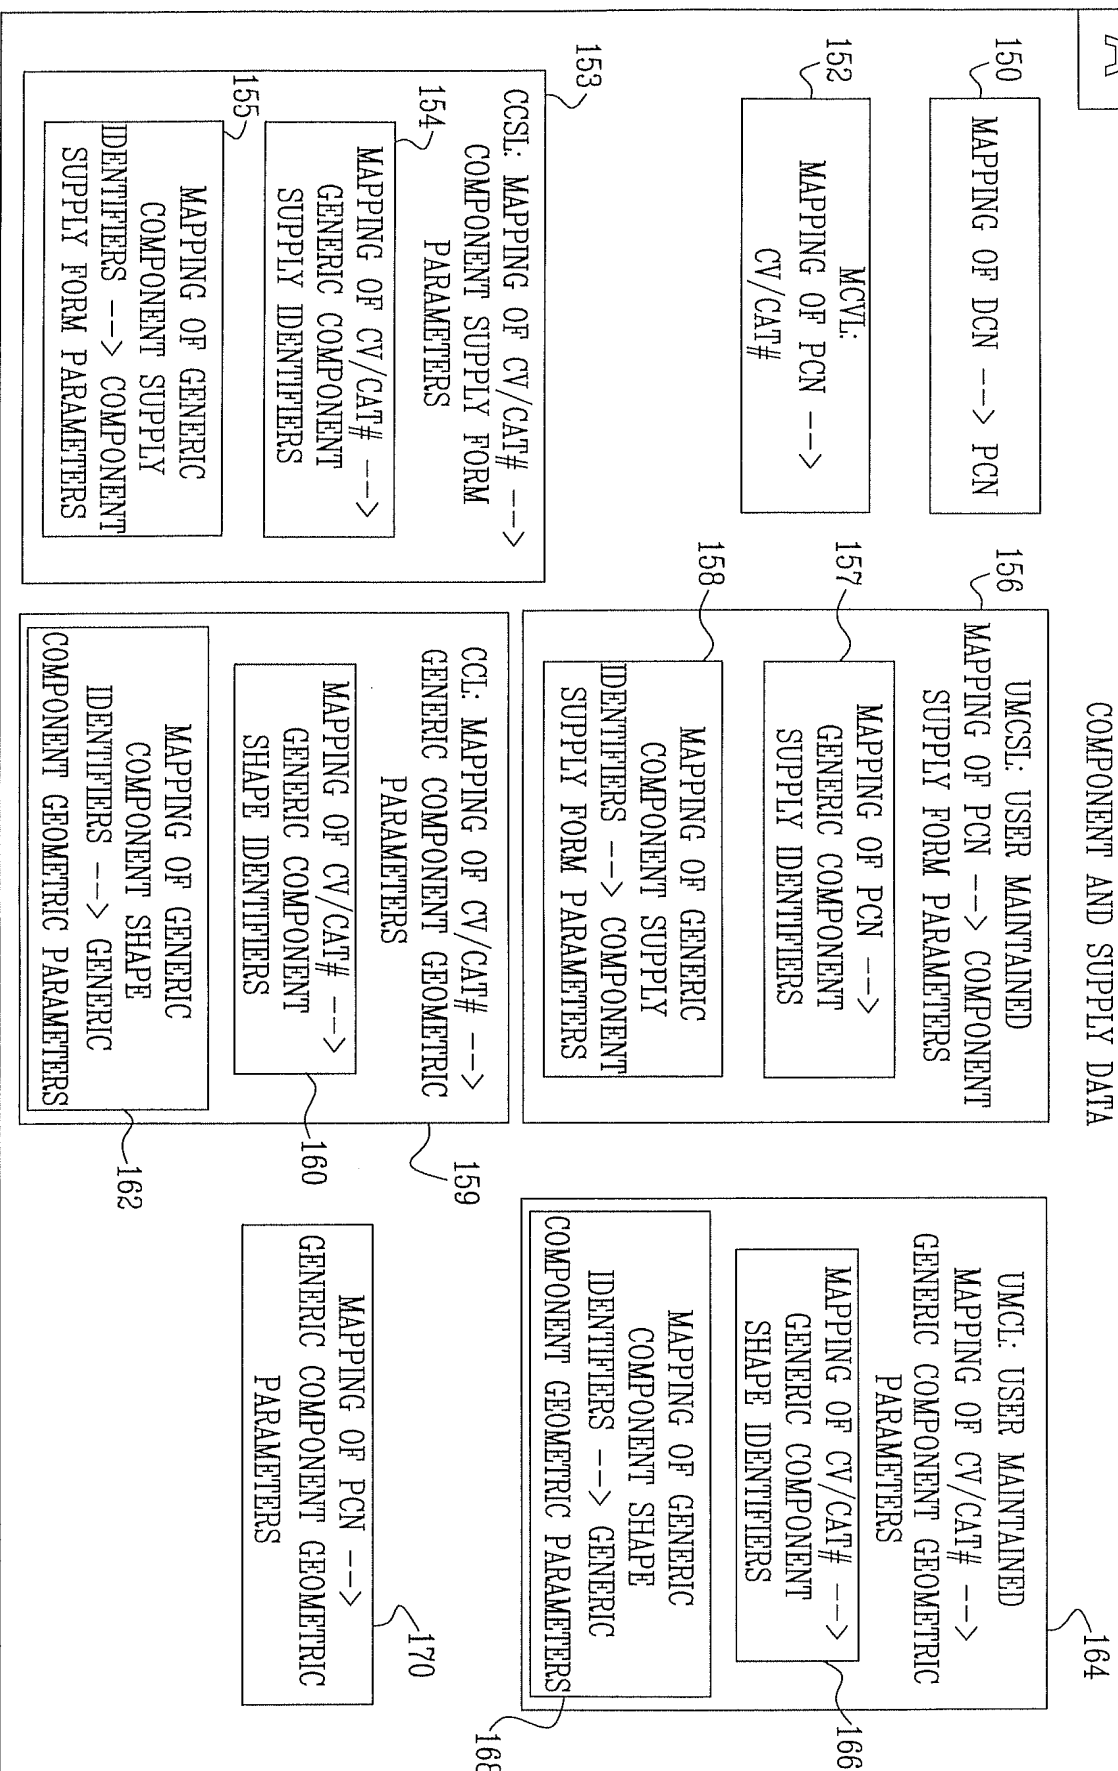 A
COMPONENT AND SUPPLY DATA
150
MAPPING OF DCN --> PCN
152
MCVL:
MAPPING OF PCN -->
CV/CAT#
153
CCSL: MAPPING OF CV/CAT# -->
COMPONENT SUPPLY FORM
PARAMETERS
154
MAPPING OF CV/CAT# -->
GENERIC COMPONENT
SUPPLY IDENTIFIERS
155
MAPPING OF GENERIC
COMPONENT SUPPLY
IDENTIFIERS --> COMPONENT
SUPPLY FORM PARAMETERS
156
UMCSL: USER MAINTAINED
MAPPING OF PCN --> COMPONENT
SUPPLY FORM PARAMETERS
157
MAPPING OF PCN -->
GENERIC COMPONENT
SUPPLY IDENTIFIERS
158
MAPPING OF GENERIC
COMPONENT SUPPLY
IDENTIFIERS --> COMPONENT
SUPPLY FORM PARAMETERS
CCL: MAPPING OF CV/CAT# -->
GENERIC COMPONENT GEOMETRIC
PARAMETERS
159
MAPPING OF CV/CAT# -->
GENERIC COMPONENT
SHAPE IDENTIFIERS
160
MAPPING OF GENERIC
COMPONENT SHAPE
IDENTIFIERS --> GENERIC
COMPONENT GEOMETRIC PARAMETERS
162
UMCL: USER MAINTAINED
MAPPING OF CV/CAT# -->
GENERIC COMPONENT GEOMETRIC
PARAMETERS
164
MAPPING OF CV/CAT# -->
GENERIC COMPONENT
SHAPE IDENTIFIERS
166
MAPPING OF GENERIC
COMPONENT SHAPE
IDENTIFIERS --> GENERIC
COMPONENT GEOMETRIC PARAMETERS
168
MAPPING OF PCN -->
GENERIC COMPONENT GEOMETRIC
PARAMETERS
170